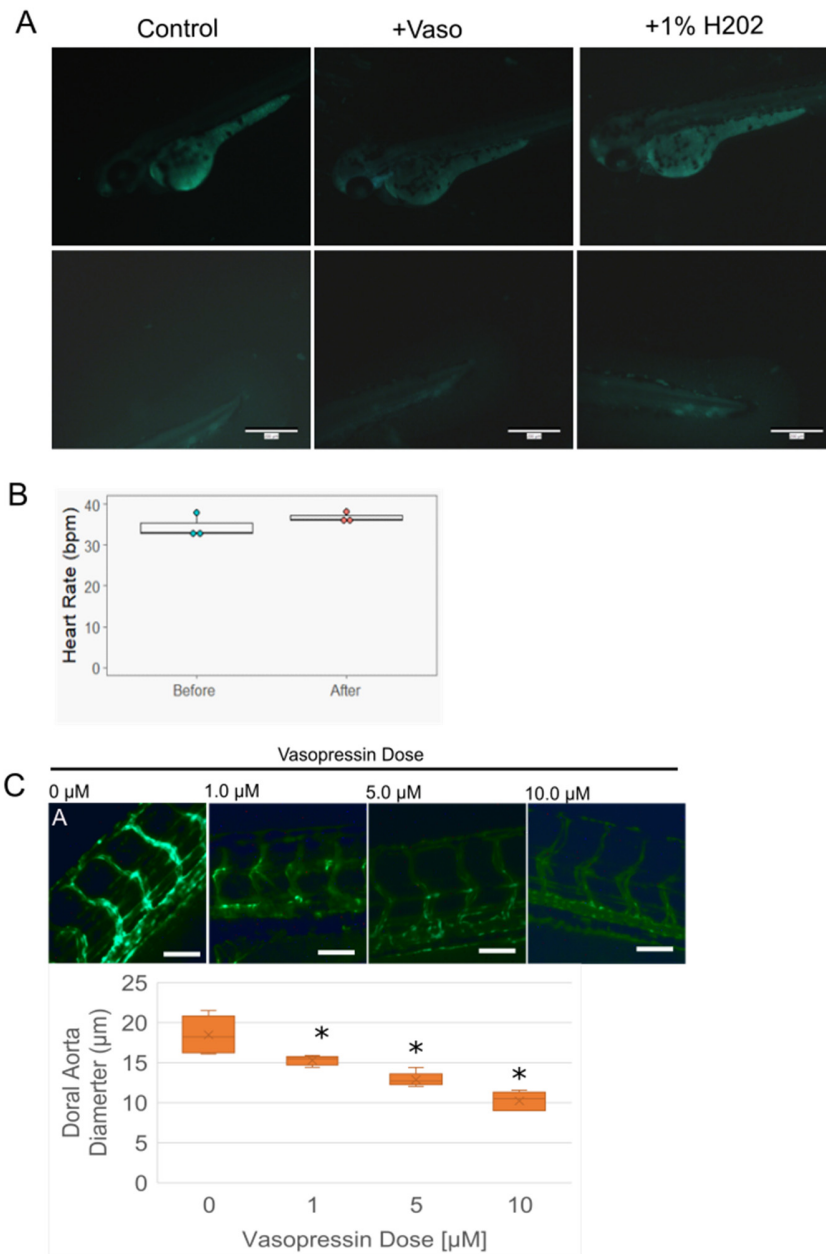 A
Control +Vaso +1% H202
B
Heart Rate (bpm)
40
30
20
10
0
Before After
Vasopressin Dose
C
0 µM 1.0 µM 5.0 µM 10.0 µM
A
Doral Aorta
Diamerter (µm)
25
20
15
10
5
0
* * *
0 1 5 10
Vasopressin Dose [µM]